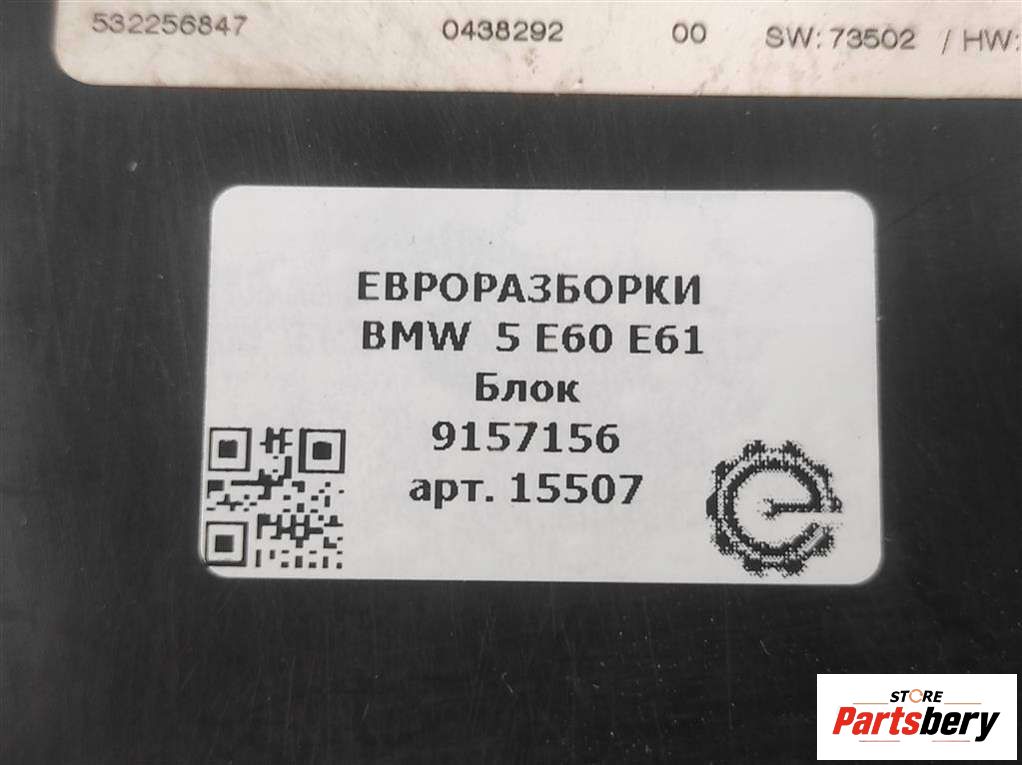 532256847 0438292 00 SW: 73502 / HW:
ЕВРОРАЗБОРКИ
BMW 5 E60 E61
Блок
9157156
арт. 15507
STORE
Partsbery